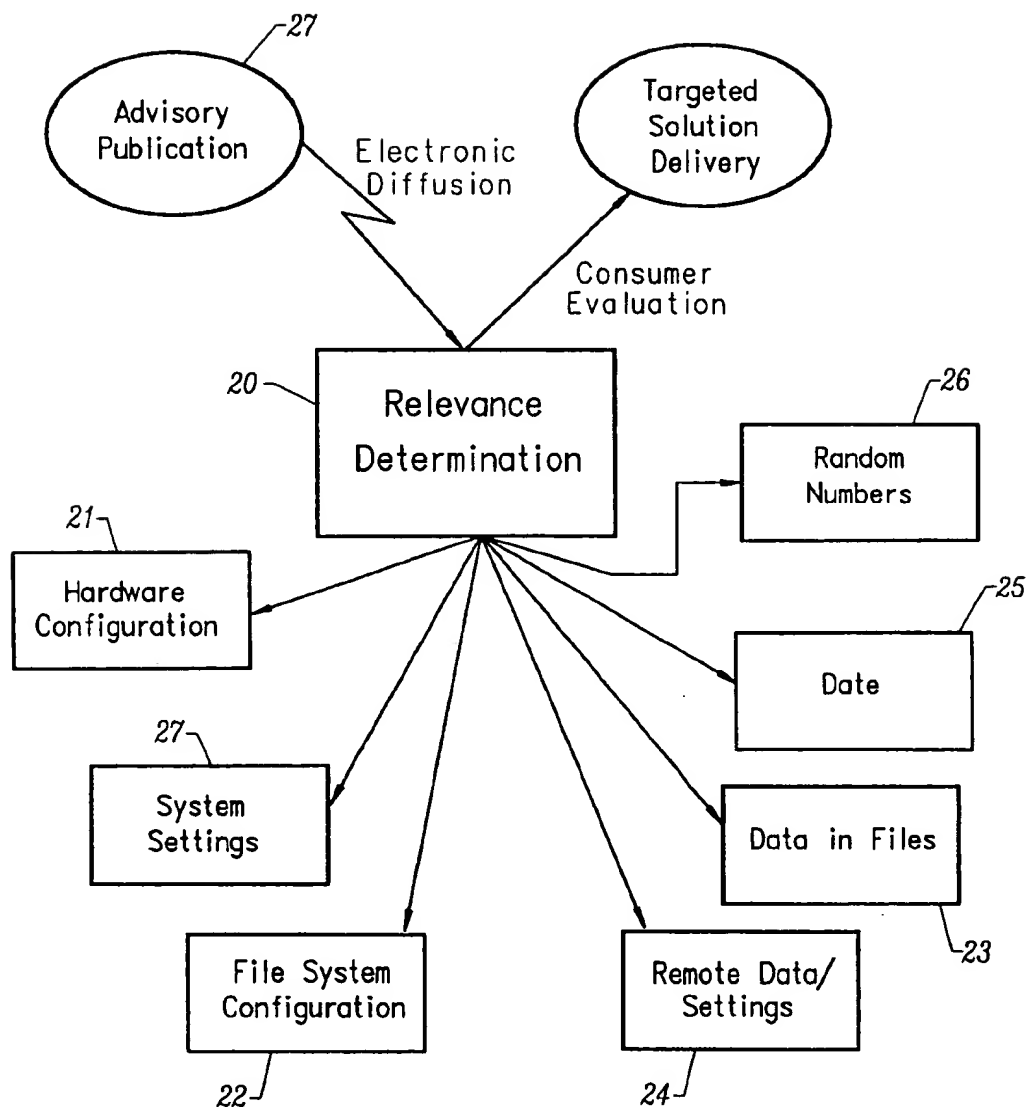 27
Advisory
Publication
Targeted
Solution
Delivery
Electronic
Diffusion
Consumer
Evaluation
20
Relevance
Determination
26
Random
Numbers
21
Hardware
Configuration
25
Date
27
System
Settings
Data in Files
23
File System
Configuration
22
Remote Data/
Settings
24